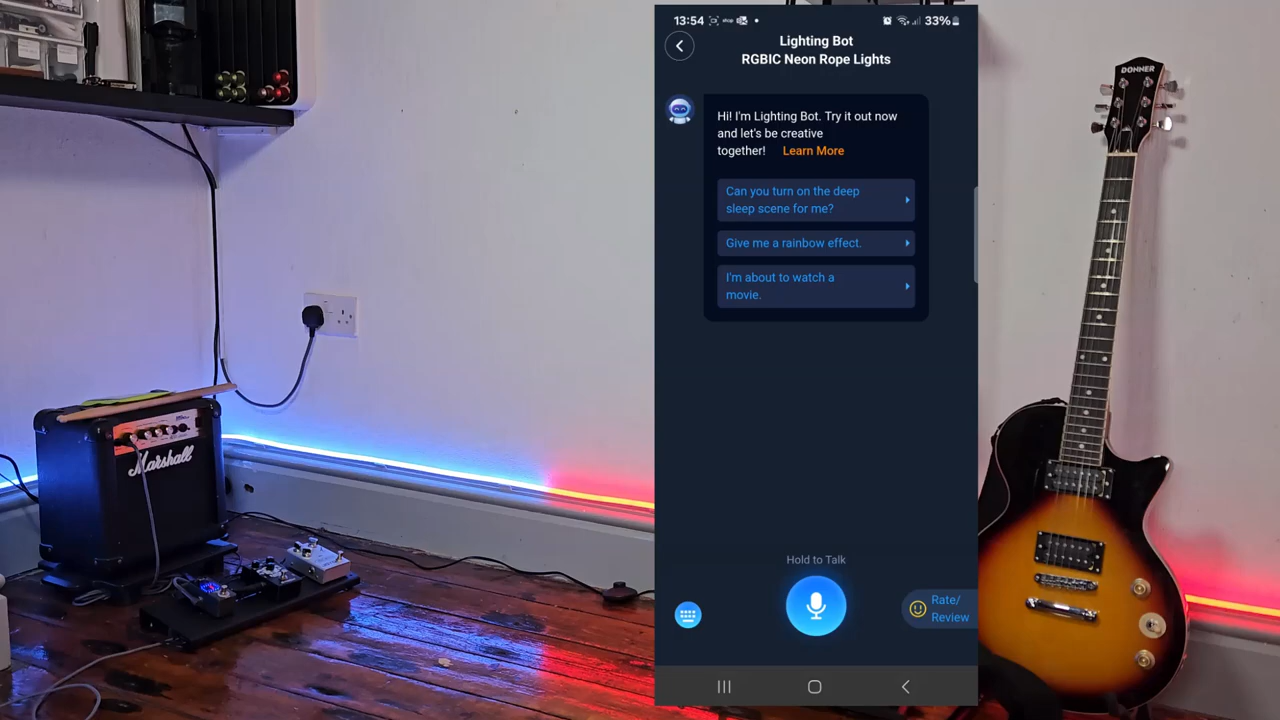 13:54
33%
Lighting Bot
RGBIC Neon Rope Lights
Hi! I'm Lighting Bot. Try it out now
and let's be creative
together! Learn More
Can you turn on the deep
sleep scene for me?
Give me a rainbow effect.
I'm about to watch a
movie.
Hold to Talk
Rate/
Review
Marshall
DONNER